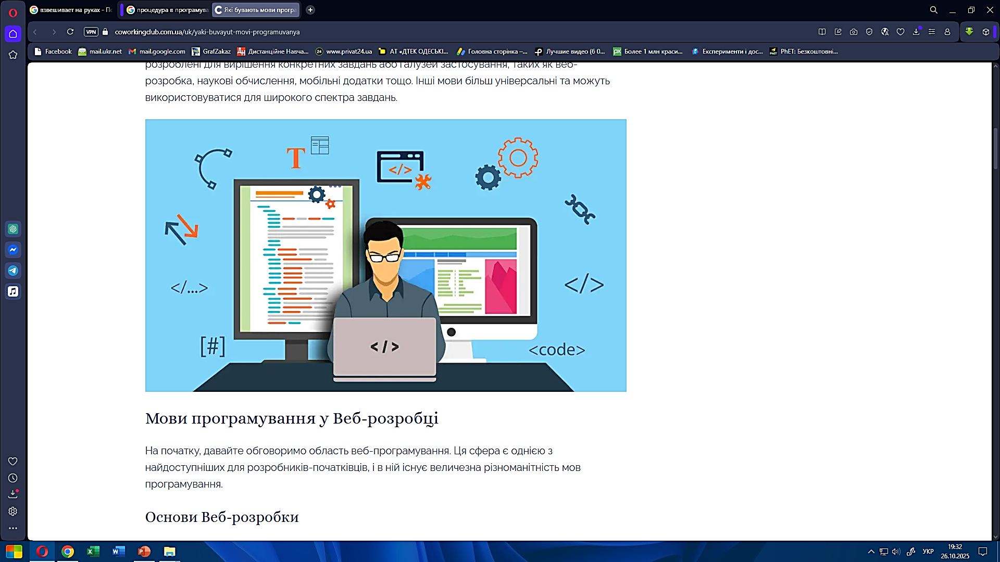 взвешивает на руках - По
процедура в програмува
Які бувають мови програ
VPN
coworkingclub.com.ua/uk/yaki-buvayut-movi-programuvanya
Facebook
mail.ukr.net
mail.google.com
GrafZakaz
Дистанційне Навча...
www.privat24.ua
АТ «ДТЕК ОДЕСЬКІ...
Головна сторінка –...
Лучшие видео (6 0...
Более 1 млн краси...
Експерименти і дос...
PhET: Безкоштовні...
розроблені для вирішення конкретних завдань або галузей застосування, таких як веб-
розробка, наукові обчислення, мобільні додатки тощо. Інші мови більш універсальні та можуть
використовуватися для широкого спектра завдань.
T
</>
</...>
</>
[#]
</>
<code>
Мови програмування у Веб-розробці
На початку, давайте обговоримо область веб-програмування. Ця сфера є однією з
найдоступніших для розробників-початківців, і в ній існує величезна різноманітність мов
програмування.
Основи Веб-розробки
УКР
19:32
26.10.2025